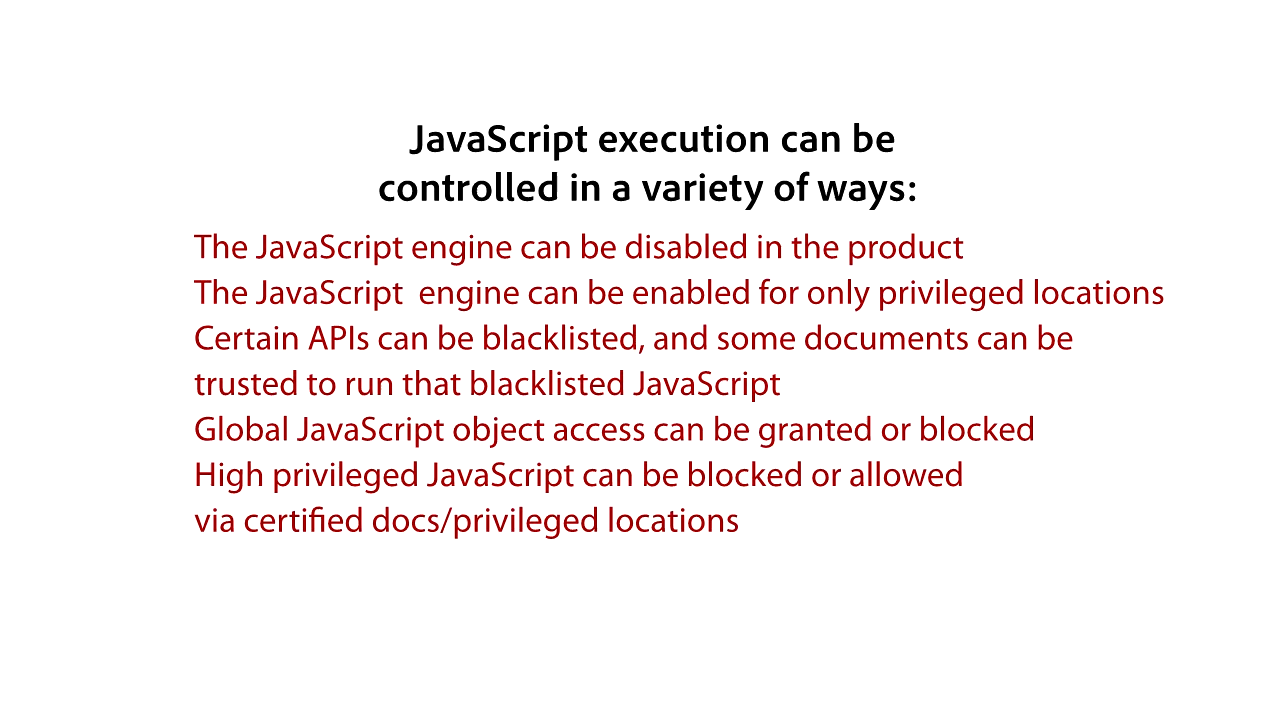 JavaScript execution can be
controlled in a variety of ways:
The JavaScript engine can be disabled in the product
The JavaScript  engine can be enabled for only privileged locations
Certain APIs can be blacklisted, and some documents can be
trusted to run that blacklisted JavaScript
Global JavaScript object access can be granted or blocked
High privileged JavaScript can be blocked or allowed
via certified docs/privileged locations